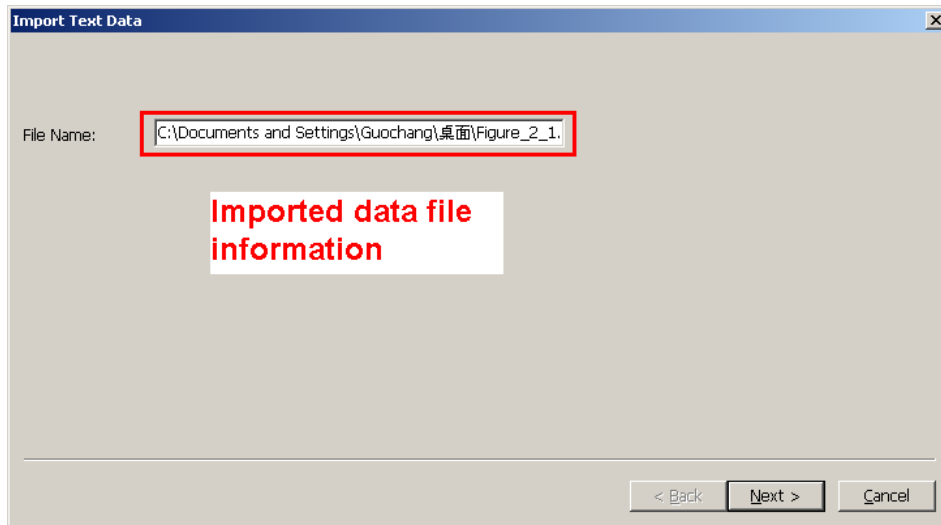 Import Text Data
File Name:
C:\Documents and Settings\Guochang\桌面\Figure_2_1.
Imported data file
information
< Back
Next >
Cancel